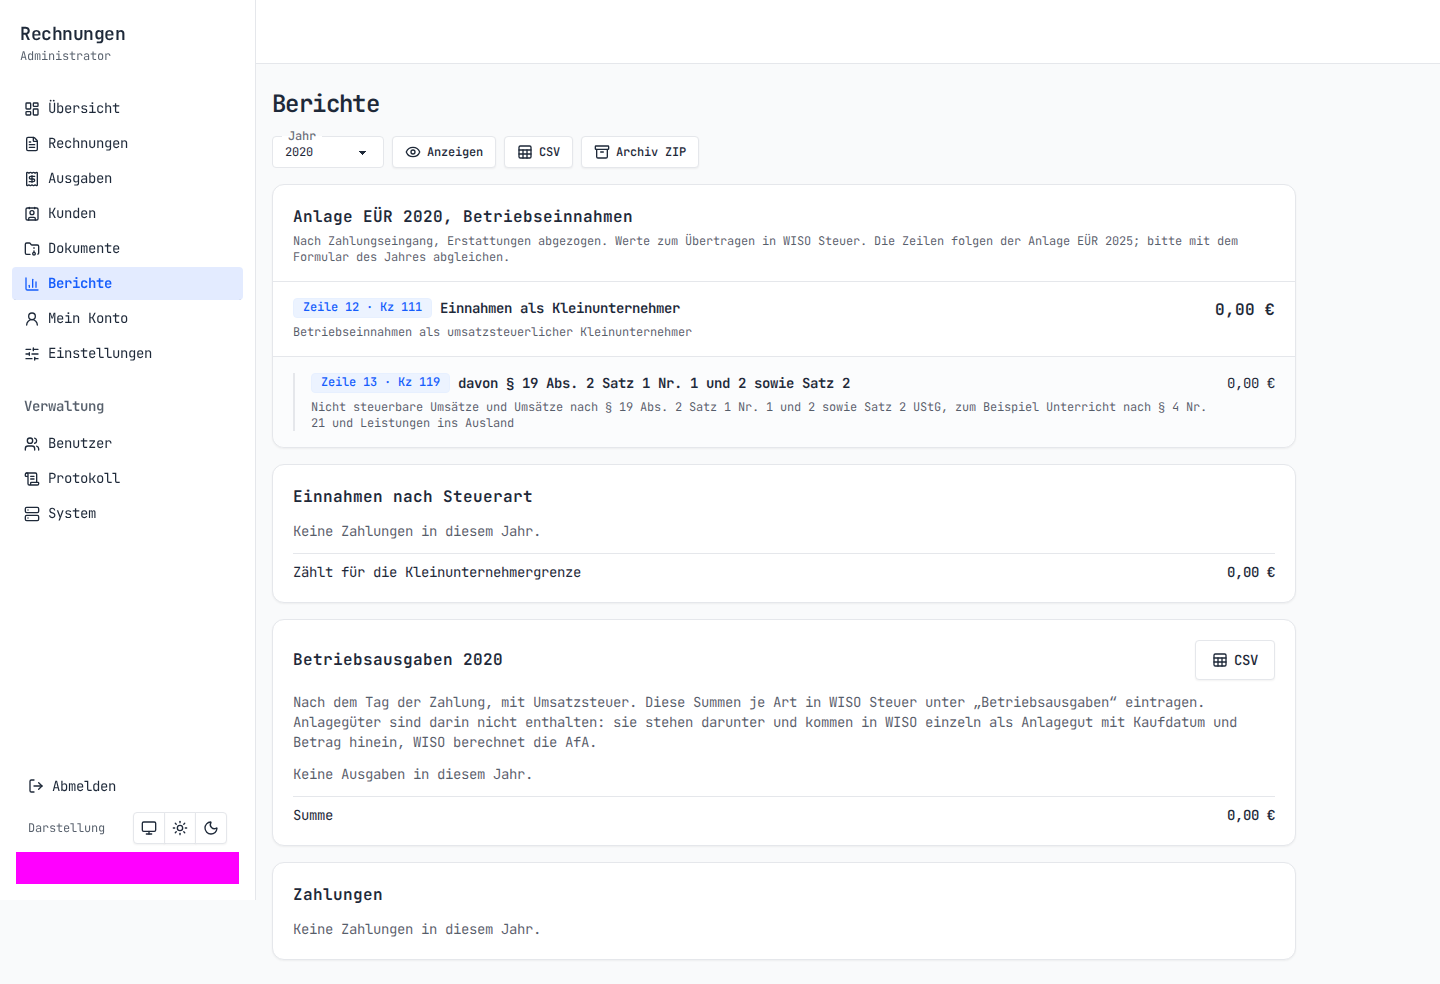 Rechnungen
Administrator
Übersicht
Rechnungen
Ausgaben
Kunden
Dokumente
Berichte
Mein Konto
Einstellungen
Verwaltung
Benutzer
Protokoll
System
Abmelden
Darstellung
Berichte
Jahr
2020
Anzeigen
CSV
Archiv ZIP
Anlage EÜR 2020, Betriebseinnahmen
Nach Zahlungseingang, Erstattungen abgezogen. Werte zum Übertragen in WISO Steuer. Die Zeilen folgen der Anlage EÜR 2025; bitte mit dem
Formular des Jahres abgleichen.
Zeile 12 · Kz 111 Einnahmen als Kleinunternehmer 0,00 €
Betriebseinnahmen als umsatzsteuerlicher Kleinunternehmer
Zeile 13 · Kz 119 davon § 19 Abs. 2 Satz 1 Nr. 1 und 2 sowie Satz 2 0,00 €
Nicht steuerbare Umsätze und Umsätze nach § 19 Abs. 2 Satz 1 Nr. 1 und 2 sowie Satz 2 UStG, zum Beispiel Unterricht nach § 4 Nr.
21 und Leistungen ins Ausland
Einnahmen nach Steuerart
Keine Zahlungen in diesem Jahr.
Zählt für die Kleinunternehmergrenze 0,00 €
Betriebsausgaben 2020
CSV
Nach dem Tag der Zahlung, mit Umsatzsteuer. Diese Summen je Art in WISO Steuer unter „Betriebsausgaben“ eintragen.
Anlagegüter sind darin nicht enthalten: sie stehen darunter und kommen in WISO einzeln als Anlagegut mit Kaufdatum und
Betrag hinein, WISO berechnet die AfA.
Keine Ausgaben in diesem Jahr.
Summe 0,00 €
Zahlungen
Keine Zahlungen in diesem Jahr.